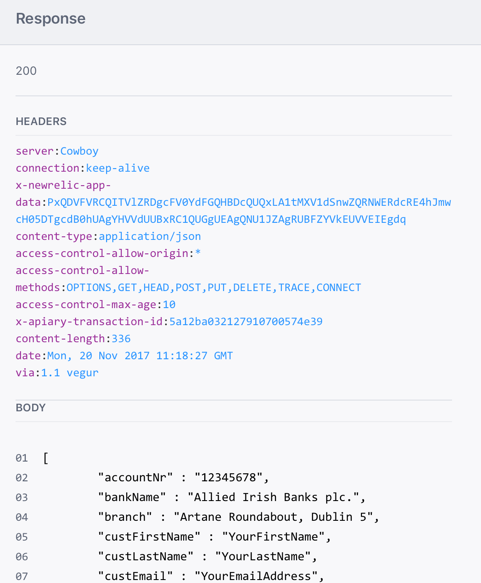 Response
200
HEADERS
server:Cowboy
connection:keep-alive
x-newrelic-app-
data:PxQDVFVRCQITVlZRDgcFV0YdFGQHBDcQUQxLA1tMXV1dSnwZQRNWERdcRE4hJmw
cH05DTgcdB0hUAgYHVVdUUBxRC1QUGgUEAgQNU1JZAgRUBFZYVkEUVVEIEgdq
content-type:application/json
access-control-allow-origin:*
access-control-allow-
methods:OPTIONS,GET,HEAD,POST,PUT,DELETE,TRACE,CONNECT
access-control-max-age:10
x-apiary-transaction-id:5a12ba032127910700574e39
content-length:336
date:Mon, 20 Nov 2017 11:18:27 GMT
via:1.1 vegur
BODY
01 [
02 "accountNr" : "12345678",
03 "bankName" : "Allied Irish Banks plc.",
04 "branch" : "Artane Roundabout, Dublin 5",
05 "custFirstName" : "YourFirstName",
06 "custLastName" : "YourLastName",
07 "custEmail" : "YourEmailAddress",